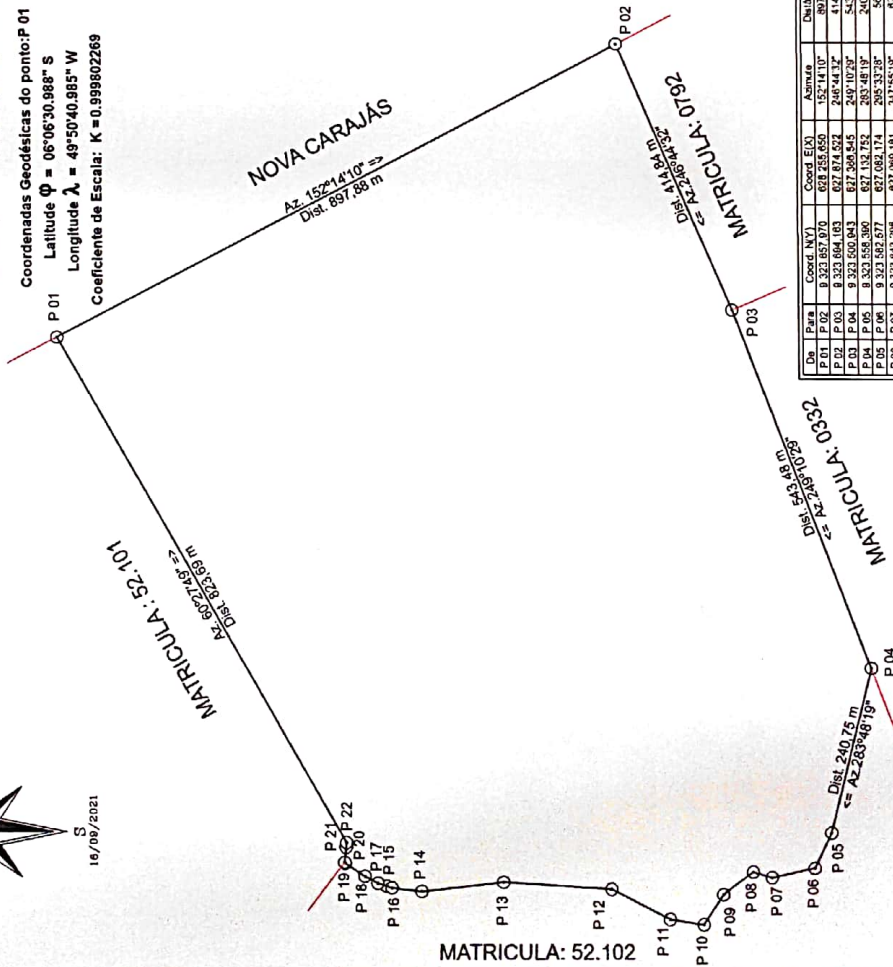 Coordenadas Geodésicas do ponto:P 01
Latitude φ = 06°06'30.988" S
Longitude λ = 49°50'40.985" W
Coeficiente de Escala: K =0.999802269
S
16/09/2021
P 01
NOVA CARAJÁS
Az. 152°14'10" =>
Dist. 897,88 m
P 02
Dist. 414,84 m
<= Az.246°44'32"
MATRICULA: 0792
P 03
MATRICULA : 52.101
Az. 60°27'49" =>
Dist. 823,69 m
Dist. 543,48 m
<= Az.249°10'29"
MATRICULA: 0332
P 04
Dist. 240,75 m
<= Az.283°48'19"
P 05
P 06
P 07
P 08
P 09
P 10
P 11
P 12
P 13
P 14
P 15
P 16
P 17
P 18
P 19
P 20
P 21
P 22
MATRICULA: 52.102
De Para Coord. N(Y) Coord. E(X) Azimute
P 01 P 02 9.323.857,970 628.255,650 152°14'10"
P 02 P 03 9.323.694,163 627.874,522 246°44'32"
P 03 P 04 9.323.500,943 627.366,545 249°10'29"
P 04 P 05 9.323.558,390 627.132,752 283°48'19"
P 05 P 06 9.323.582,577 627.082,174 295°33'28"